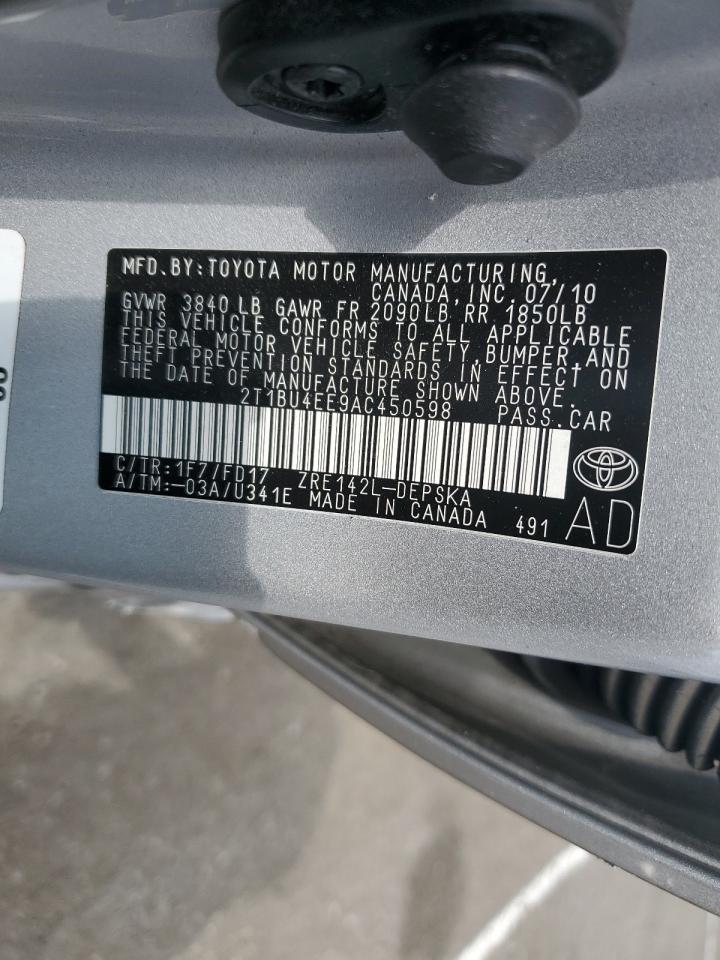 MFD.BY:TOYOTA MOTOR MANUFACTURING,
CANADA, INC. 07/10
GVWR 3840 LB GAWR FR 2090LB, RR 1850LB
THIS VEHICLE CONFORMS TO ALL APPLICABLE
FEDERAL MOTOR VEHICLE SAFETY, BUMPER, AND
THEFT PREVENTION STANDARDS IN EFFECT ON
THE DATE OF MANUFACTURE SHOWN ABOVE.
2T1BU4EE9AC450598 PASS.CAR
C/TR:1F7/FD17 ZRE142L-DEPSKA
A/TM:-03A/U341E MADE IN CANADA 491
AD